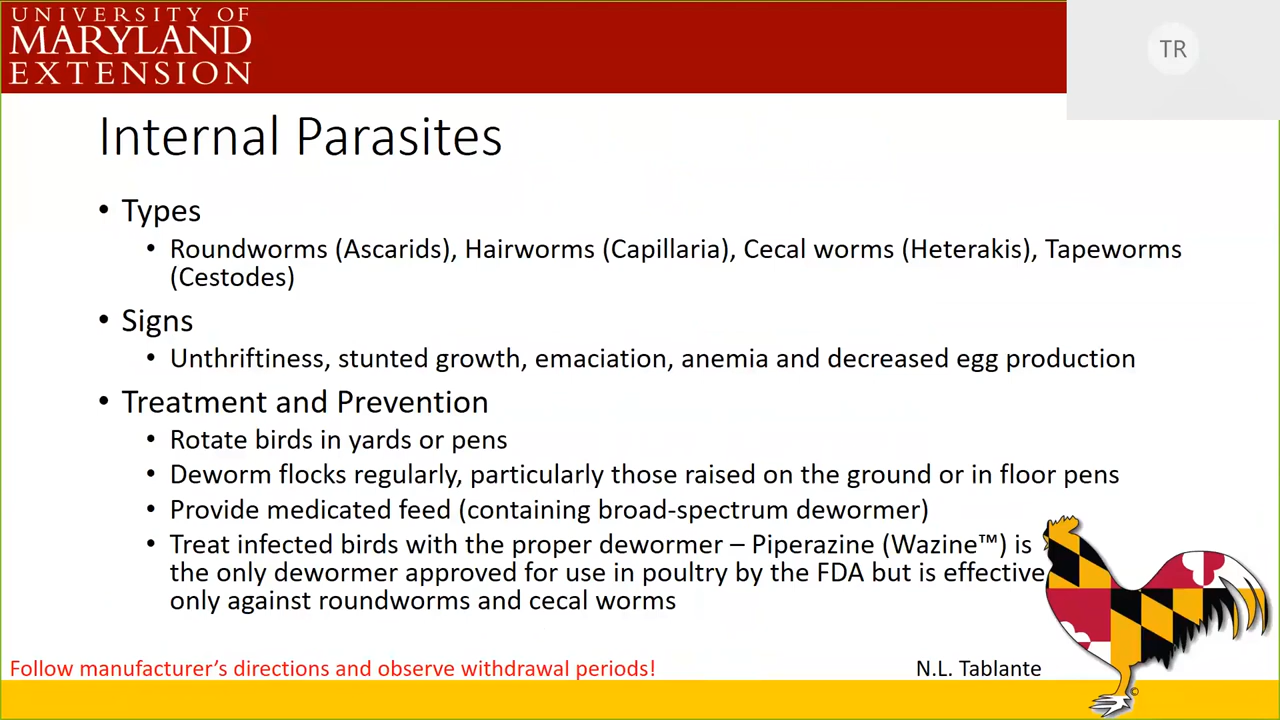 UNIVERSITY OF
MARYLAND
EXTENSION
TR
Internal Parasites
• Types
• Roundworms (Ascarids), Hairworms (Capillaria), Cecal worms (Heterakis), Tapeworms
(Cestodes)
• Signs
• Unthriftiness, stunted growth, emaciation, anemia and decreased egg production
• Treatment and Prevention
• Rotate birds in yards or pens
• Deworm flocks regularly, particularly those raised on the ground or in floor pens
• Provide medicated feed (containing broad-spectrum dewormer)
• Treat infected birds with the proper dewormer – Piperazine (Wazine™) is
the only dewormer approved for use in poultry by the FDA but is effective
only against roundworms and cecal worms
Follow manufacturer's directions and observe withdrawal periods!
N.L. Tablante
©